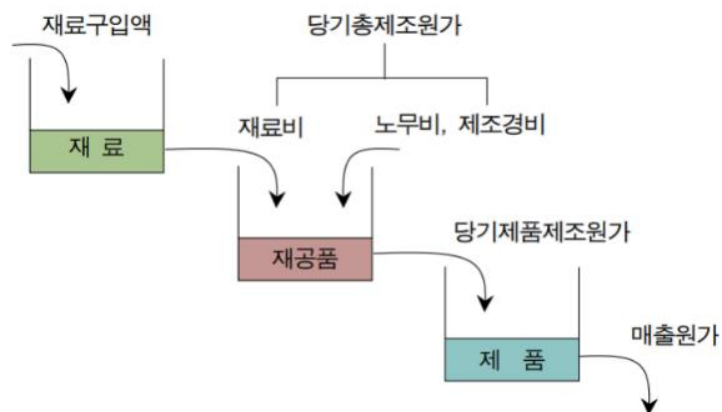 재료구입액
당기총제조원가
재료비
노무비, 제조경비
재 료
당기제품제조원가
재공품
매출원가
제 품